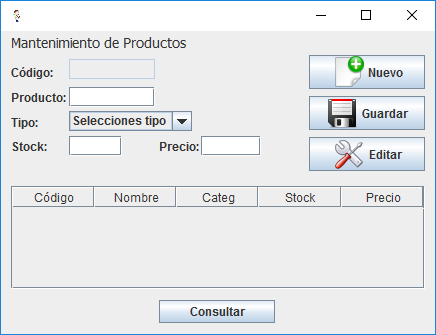 Mantenimiento de Productos
Código:
Nuevo
Producto:
Guardar
Tipo: Selecciones tipo
Stock: Precio:
Editar
Código Nombre Categ Stock Precio
Consultar